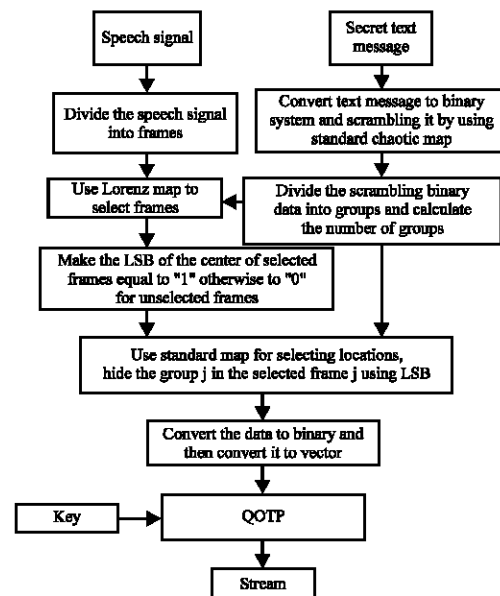 Speech signal
Secret text
message
Divide the speech signal
into frames
Convert text message to binary
system and scrambling it by using
standard chaotic map
Use Lorenz map to
select frames
Divide the scrambling binary
data into groups and calculate
the number of groups
Make the LSB of the center of selected
frames equal to "1" otherwise to "0"
for unselected frames
Use standard map for selecting locations,
hide the group j in the selected frame j using LSB
Convert the data to binary and
then convert it to vector
Key
QOTP
Stream